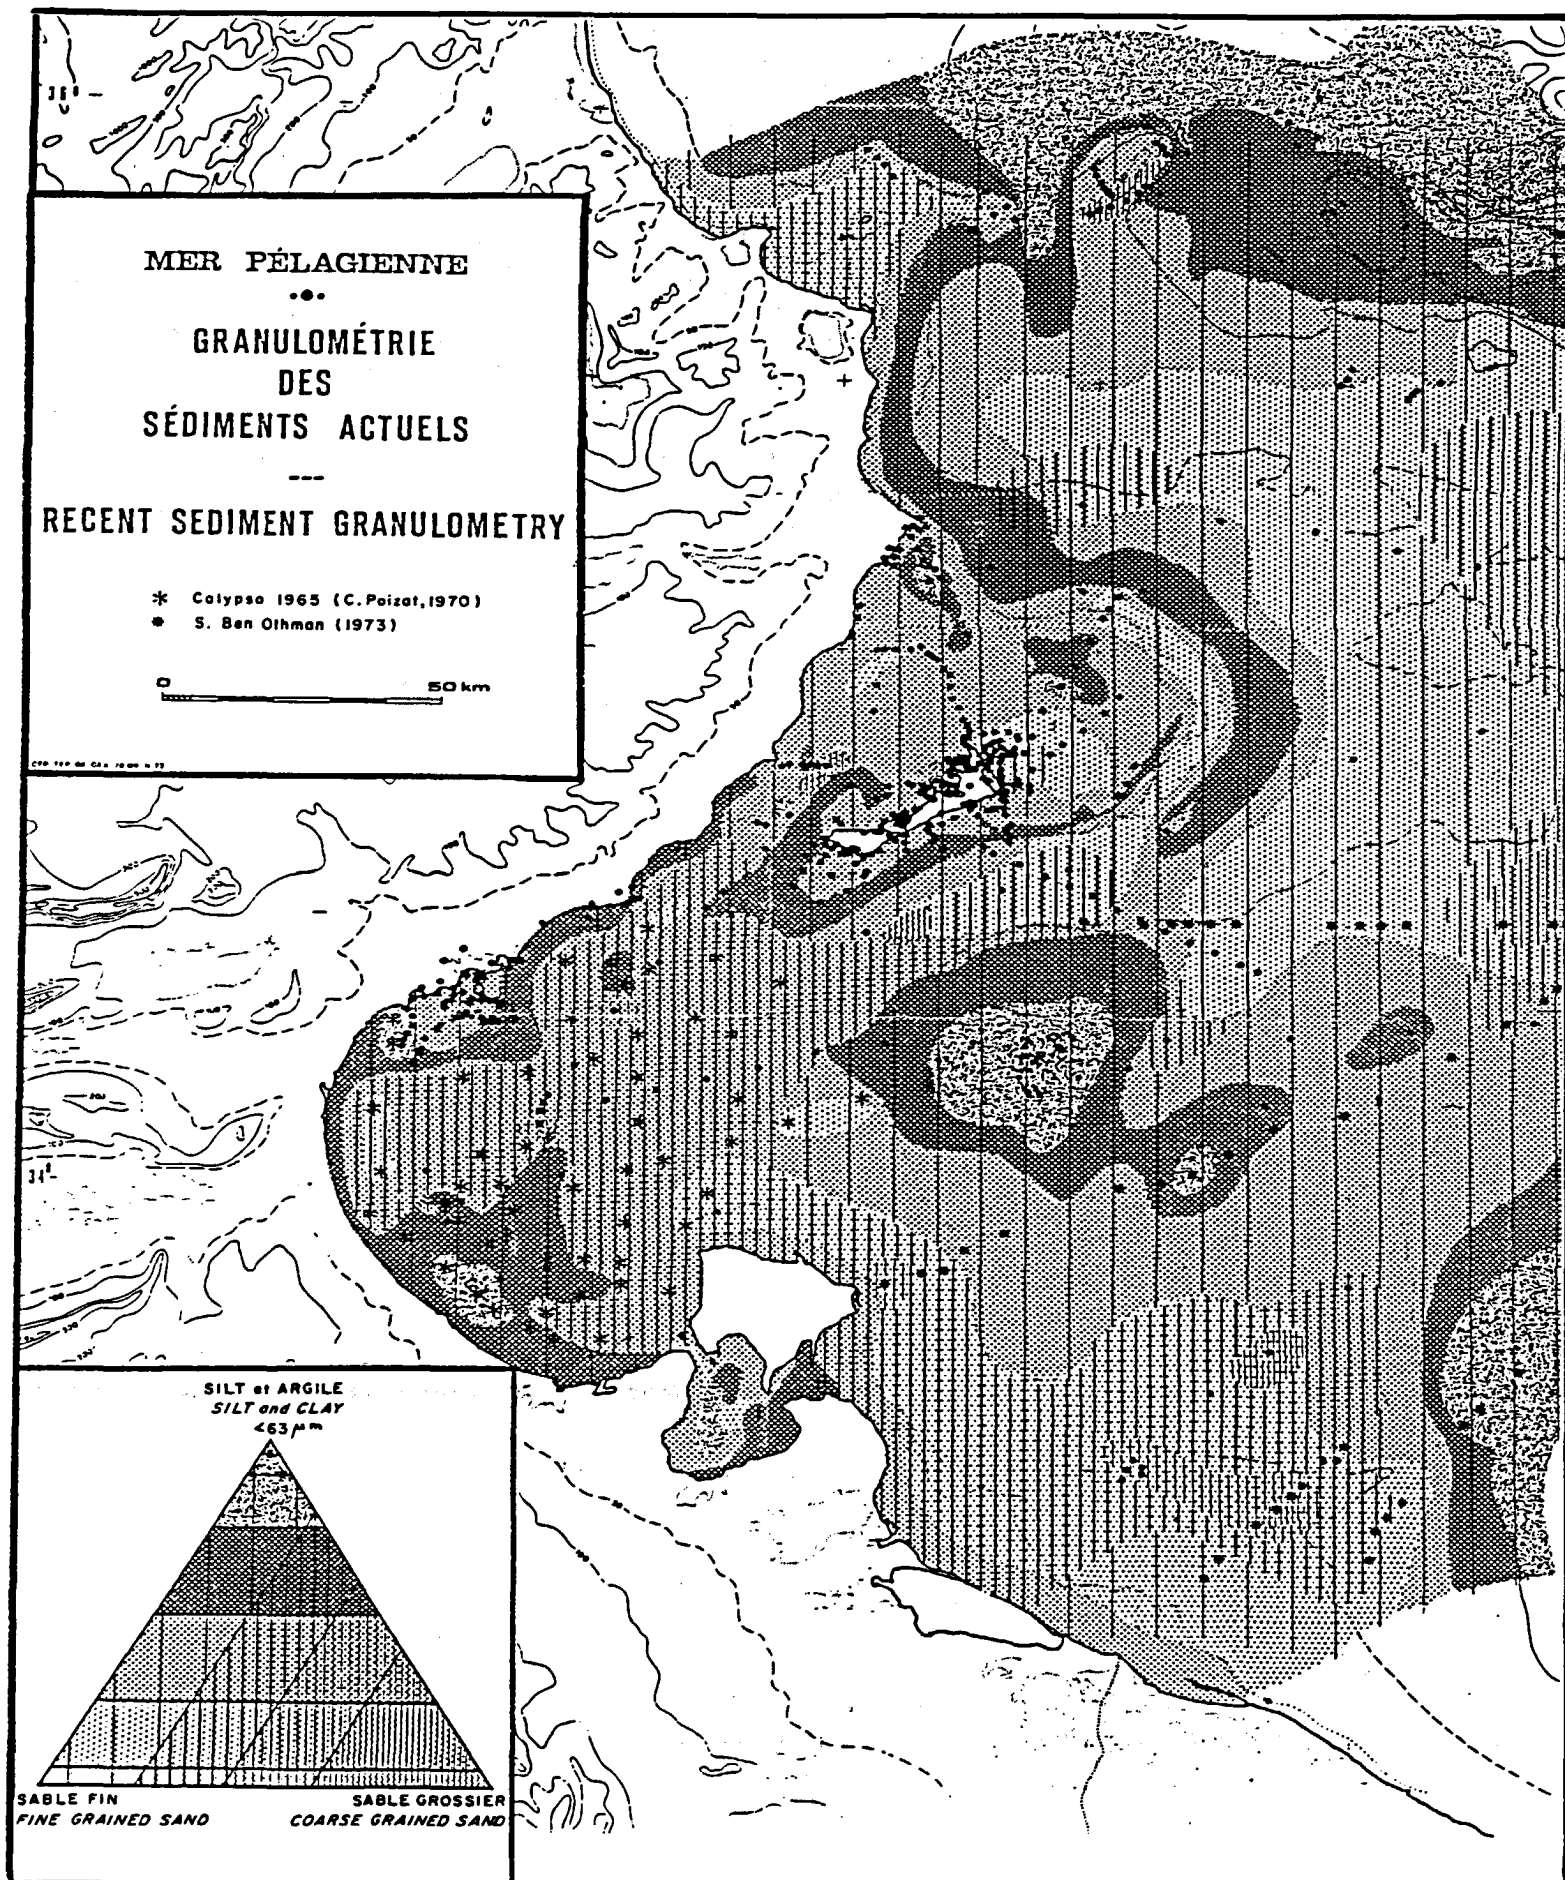 MER PÉLAGIENNE
GRANULOMÉTRIE
DES
SÉDIMENTS ACTUELS
RECENT SEDIMENT GRANULOMETRY
* Calypso 1965 (C. Poizat, 1970)
S. Ben Othman (1973)
0 50 km
34°
SILT et ARGILE
SILT and CLAY
<63 µm
SABLE FIN SABLE GROSSIER
FINE GRAINED SAND COARSE GRAINED SAND